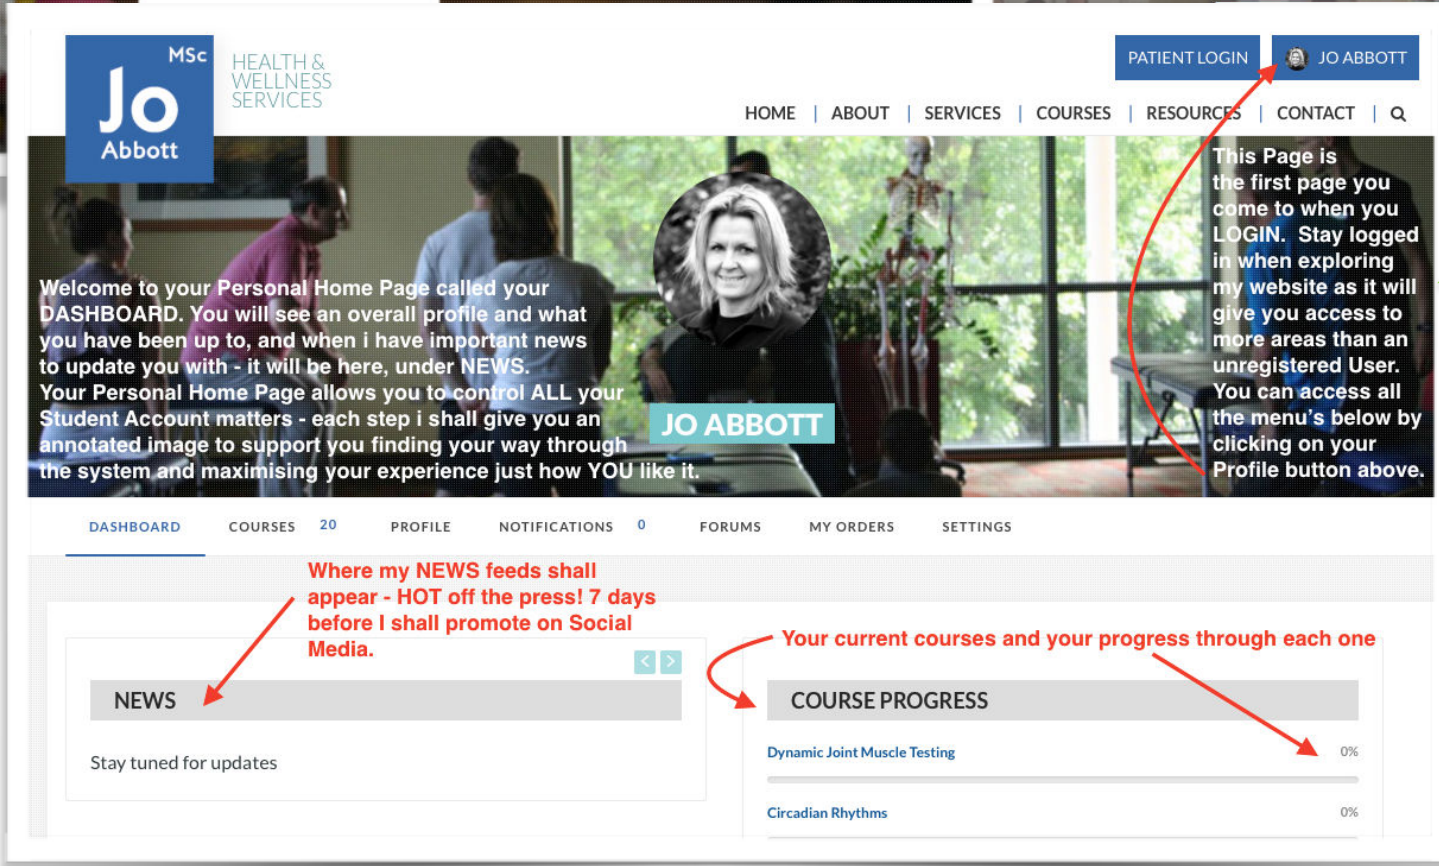 MSc
Jo
Abbott
HEALTH &
WELLNESS
SERVICES
PATIENT LOGIN
JO ABBOTT
HOME | ABOUT | SERVICES | COURSES | RESOURCES | CONTACT |
This Page is
the first page you
come to when you
LOGIN. Stay logged
in when exploring
my website as it will
give you access to
more areas than an
unregistered User.
You can access all
the menu's below by
clicking on your
Profile button above.
Welcome to your Personal Home Page called your
DASHBOARD. You will see an overall profile and what
you have been up to, and when i have important news
to update you with - it will be here, under NEWS.
Your Personal Home Page allows you to control ALL your
Student Account matters - each step i shall give you an
annotated image to support you finding your way through
the system and maximising your experience just how YOU like it.
JO ABBOTT
DASHBOARD COURSES 20 PROFILE NOTIFICATIONS 0 FORUMS MY ORDERS SETTINGS
Where my NEWS feeds shall
appear - HOT off the press! 7 days
before I shall promote on Social
Media.
< >
NEWS
Stay tuned for updates
Your current courses and your progress through each one
COURSE PROGRESS
Dynamic Joint Muscle Testing 0%
Circadian Rhythms 0%